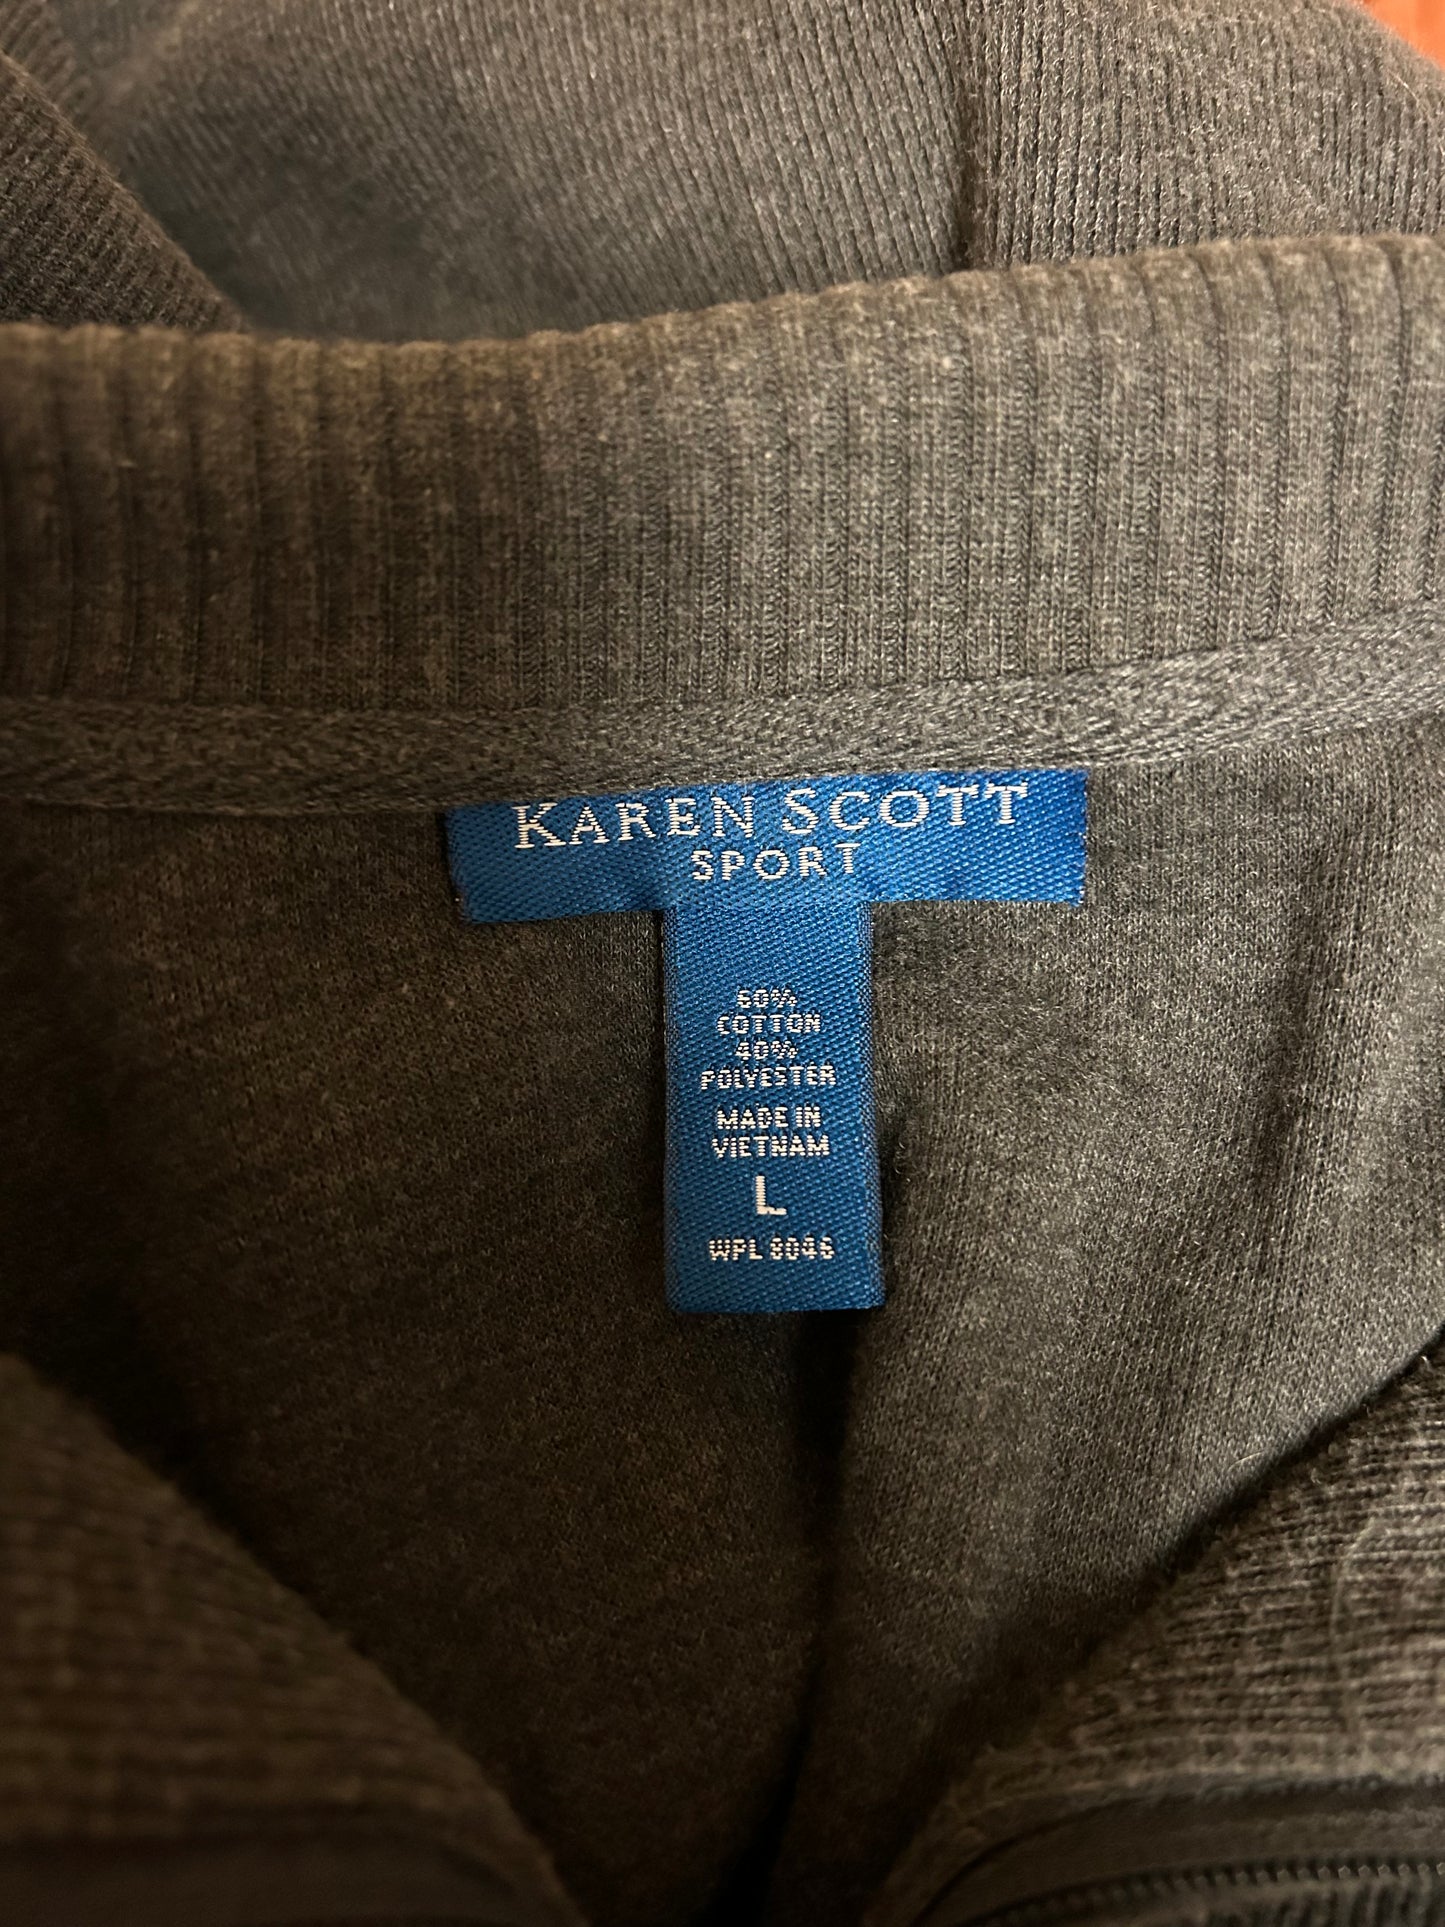 KAREN SCOTT
SPORT
60%
COTTON
40%
POLYESTER
MADE IN
VIETNAM
L
WPL 8046